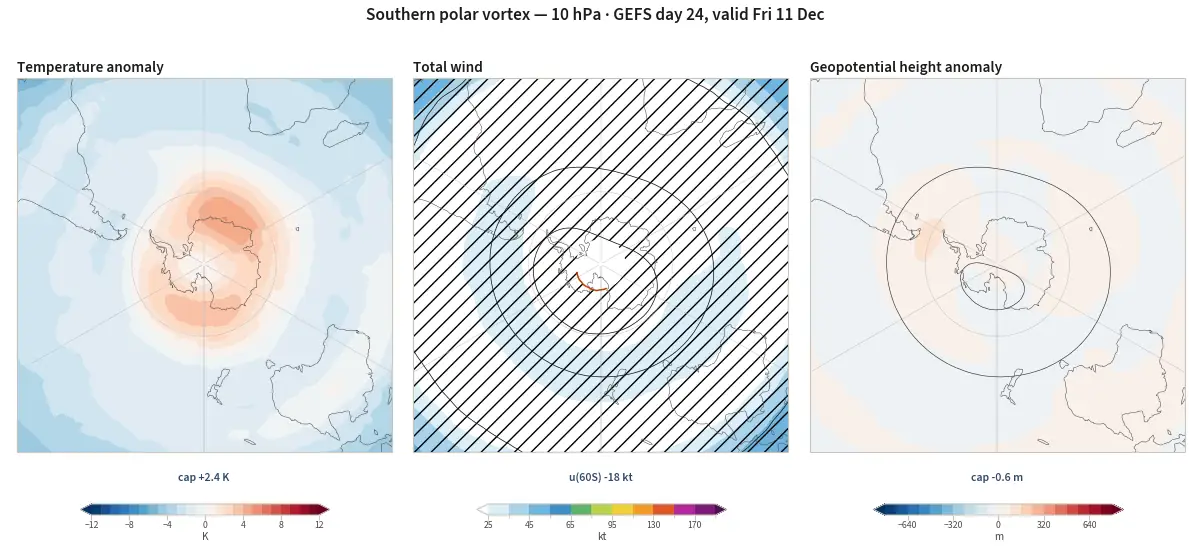 Southern polar vortex — 10 hPa · GEFS day 24, valid Fri 11 Dec
Temperature anomaly
Total wind
Geopotential height anomaly
cap +2.4 K
u(60S) -18 kt
cap -0.6 m
−12 −8 −4 0 4 8 12
K
25 45 65 95 130 170
kt
−640 −320 0 320 640
m